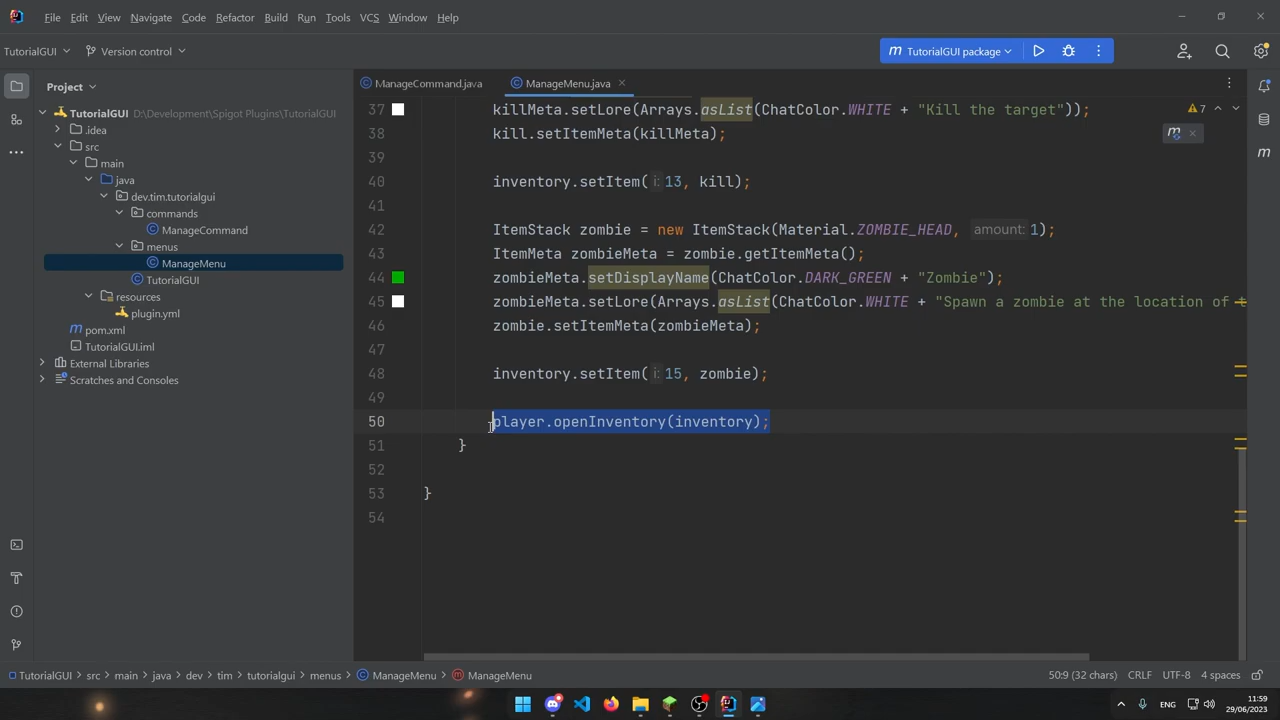 File Edit View Navigate Code Refactor Build Run Tools VCS Window Help
TutorialGUI Version control TutorialGUI package
Project
ManageCommand.java ManageMenu.java
TutorialGUI D:\Development\Spigot Plugins\TutorialGUI
.idea
src
main
java
dev.tim.tutorialgui
commands
ManageCommand
menus
ManageMenu
TutorialGUI
resources
plugin.yml
pom.xml
TutorialGUI.iml
External Libraries
Scratches and Consoles
7
37 killMeta.setLore(Arrays.asList(ChatColor.WHITE + "Kill the target"));
38 kill.setItemMeta(killMeta);
39
40 inventory.setItem( i: 13, kill);
41
42 ItemStack zombie = new ItemStack(Material.ZOMBIE_HEAD, amount: 1);
43 ItemMeta zombieMeta = zombie.getItemMeta();
44 zombieMeta.setDisplayName(ChatColor.DARK_GREEN + "Zombie");
45 zombieMeta.setLore(Arrays.asList(ChatColor.WHITE + "Spawn a zombie at the location of t
46 zombie.setItemMeta(zombieMeta);
47
48 inventory.setItem( i: 15, zombie);
49
50 player.openInventory(inventory);
51 }
52
53 }
54
TutorialGUI > src > main > java > dev > tim > tutorialgui > menus > ManageMenu > ManageMenu 50:9 (32 chars) CRLF UTF-8 4 spaces
ENG 11:59
29/06/2023